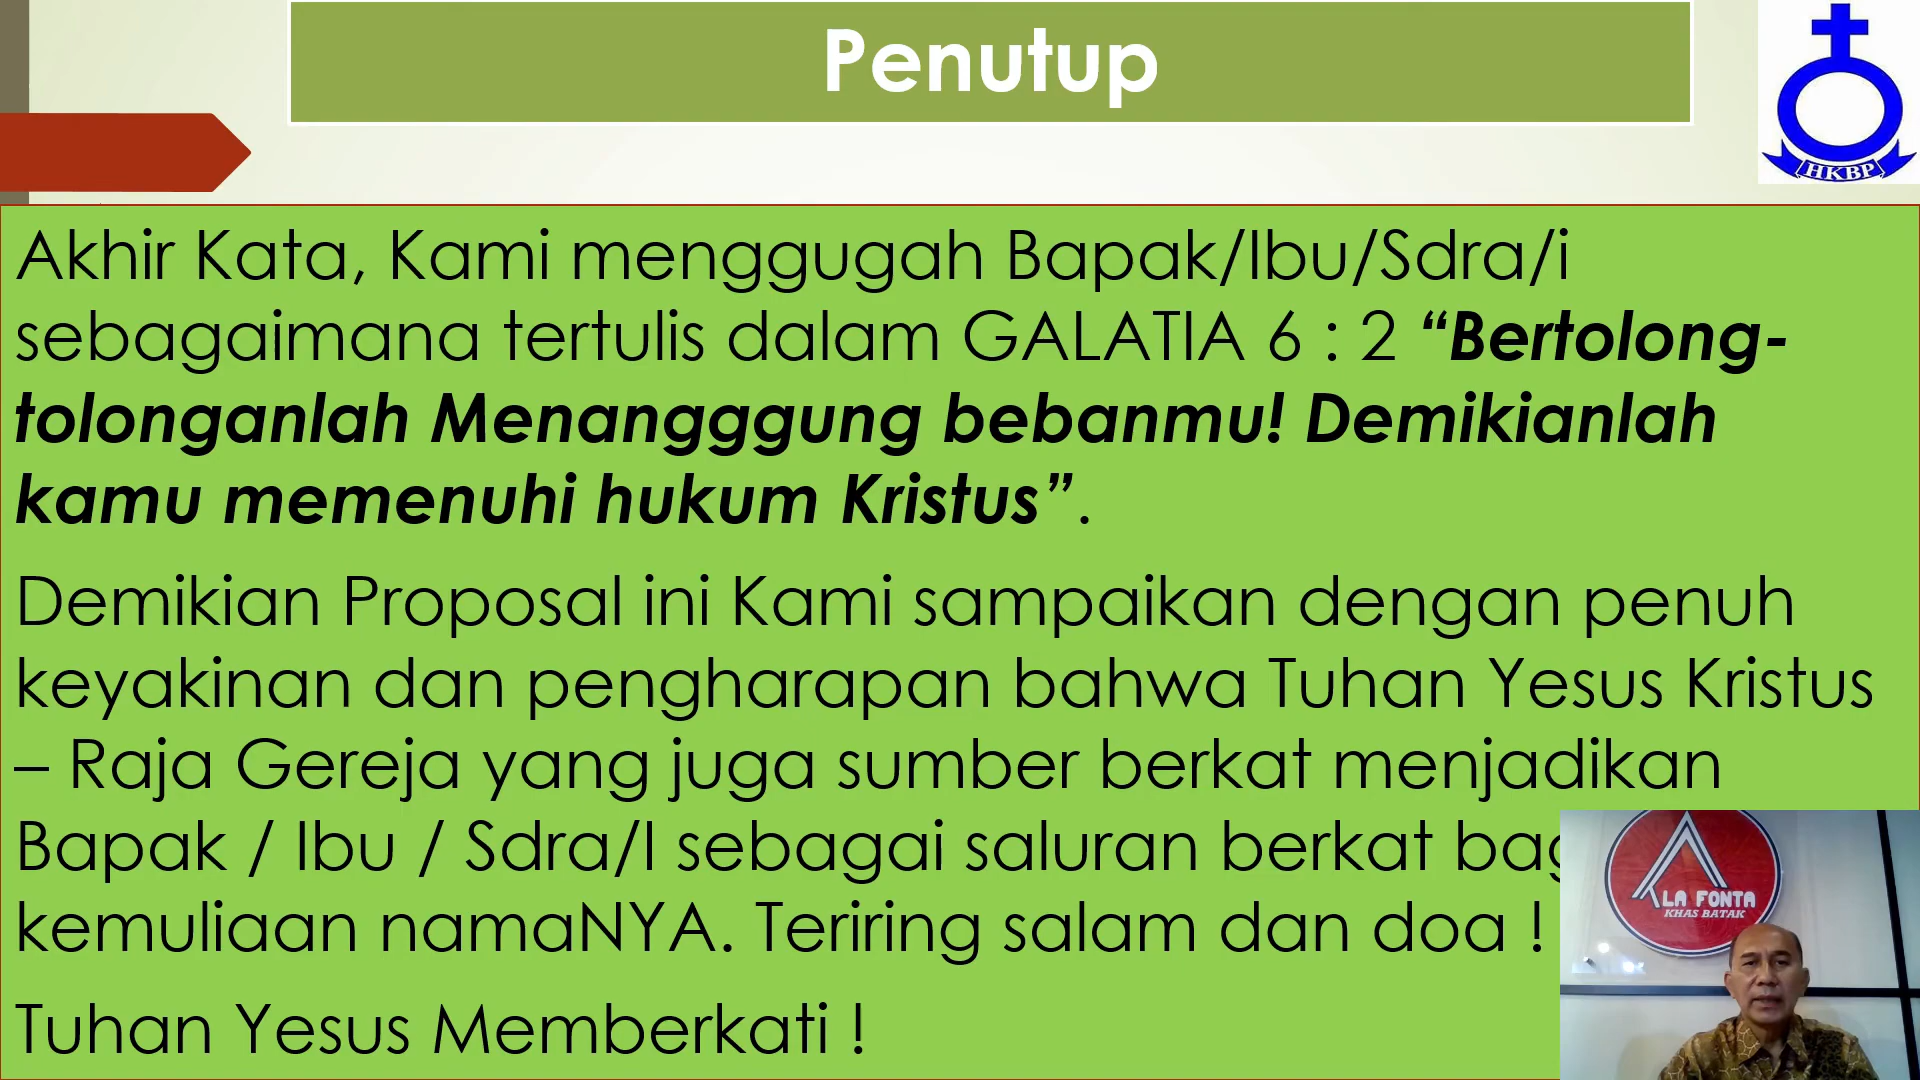 Penutup
HKBP
Akhir Kata, Kami menggugah Bapak/Ibu/Sdra/i
sebagaimana tertulis dalam GALATIA 6 : 2 “Bertolong-
tolonganlah Menangggung bebanmu! Demikianlah
kamu memenuhi hukum Kristus”.
Demikian Proposal ini Kami sampaikan dengan penuh
keyakinan dan pengharapan bahwa Tuhan Yesus Kristus
– Raja Gereja yang juga sumber berkat menjadikan
Bapak / Ibu / Sdra/I sebagai saluran berkat
kemuliaan namaNYA. Teriring salam dan doa !
Tuhan Yesus Memberkati !
LA FONTA
KHAS BATAK